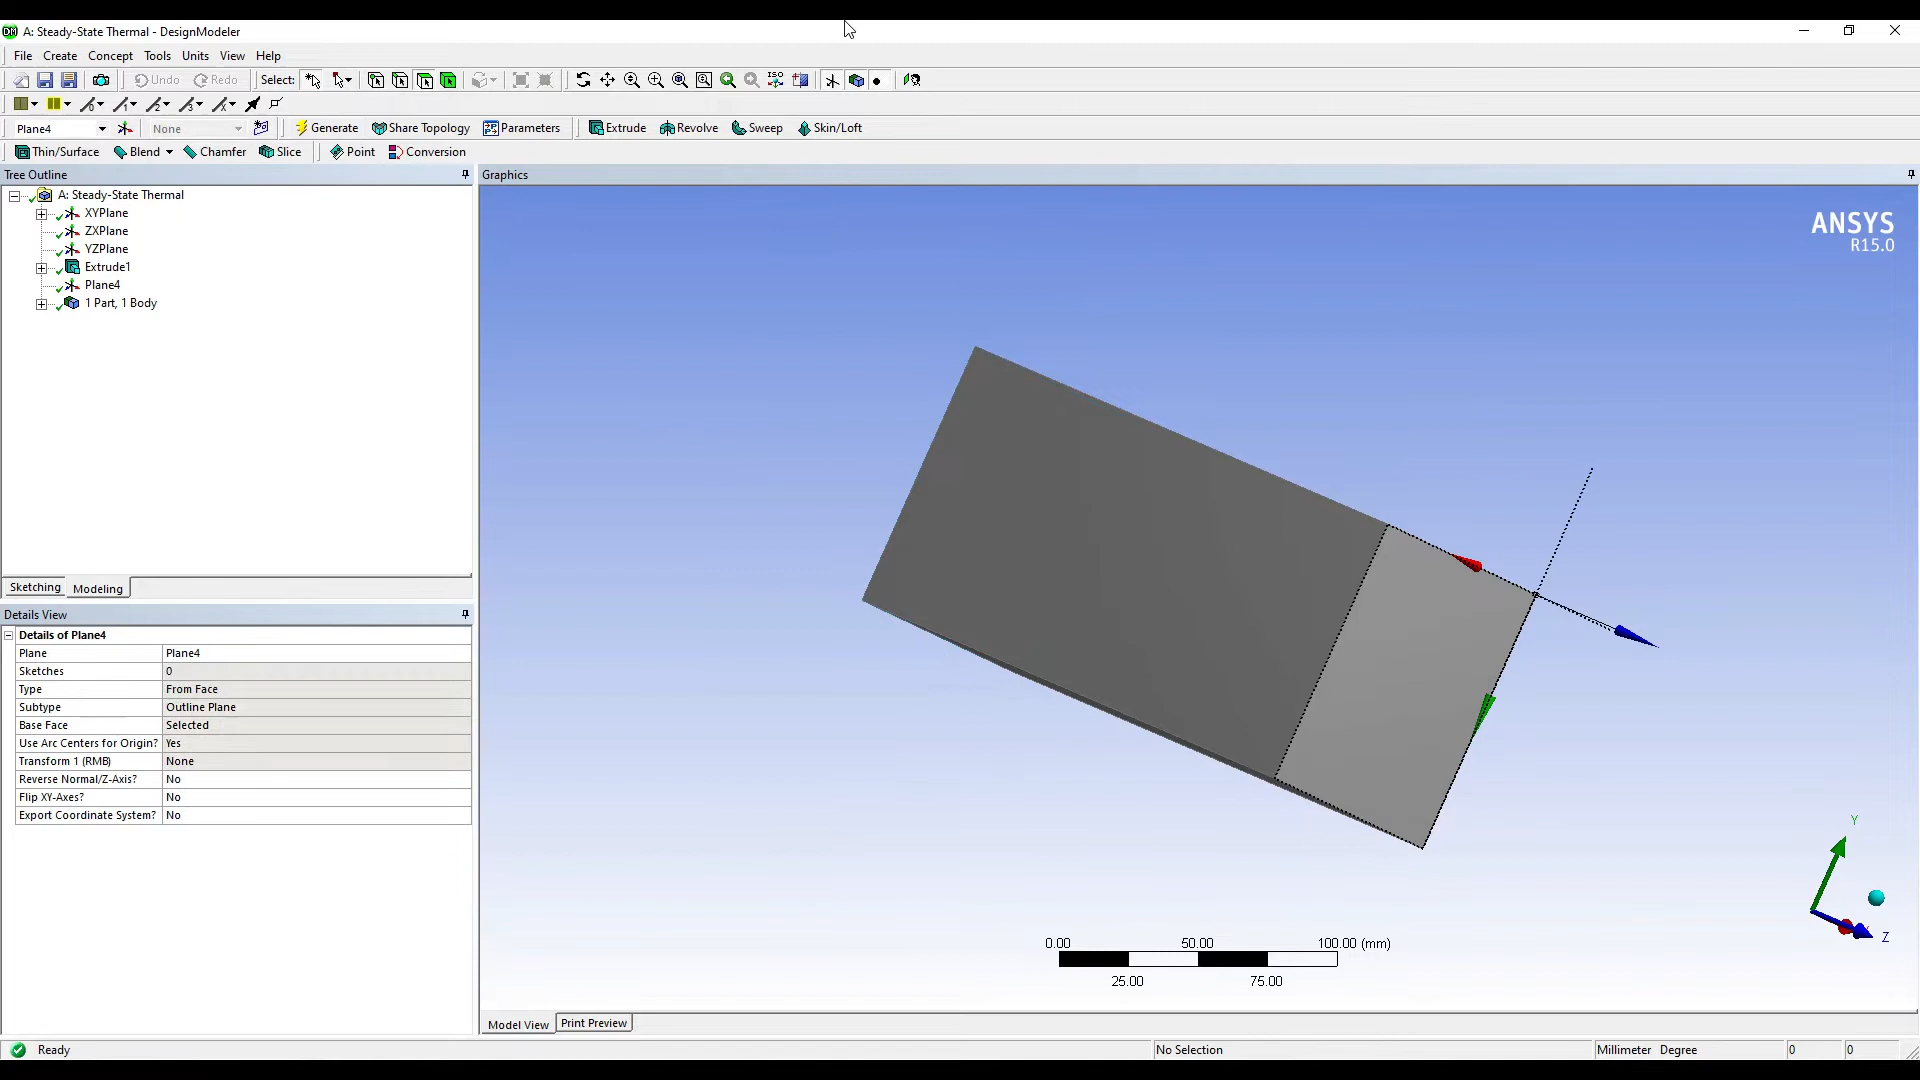 A: Steady-State Thermal - DesignModeler
File Create Concept Tools Units View Help
Undo Redo Select: ISO
Plane4 None Generate Share Topology Parameters Extrude Revolve Sweep Skin/Loft
Thin/Surface Blend Chamfer Slice Point Conversion
Tree Outline
A: Steady-State Thermal
XYPlane
ZXPlane
YZPlane
Extrude1
Plane4
1 Part, 1 Body
Sketching Modeling
Details View
Details of Plane4
Plane Plane4
Sketches 0
Type From Face
Subtype Outline Plane
Base Face Selected
Use Arc Centers for Origin? Yes
Transform 1 (RMB) None
Reverse Normal/Z-Axis? No
Flip XY-Axes? No
Export Coordinate System? No
Graphics
ANSYS
R15.0
Y
Z
0.00 50.00 100.00 (mm)
25.00 75.00
Model View Print Preview
Ready No Selection Millimeter Degree 0 0